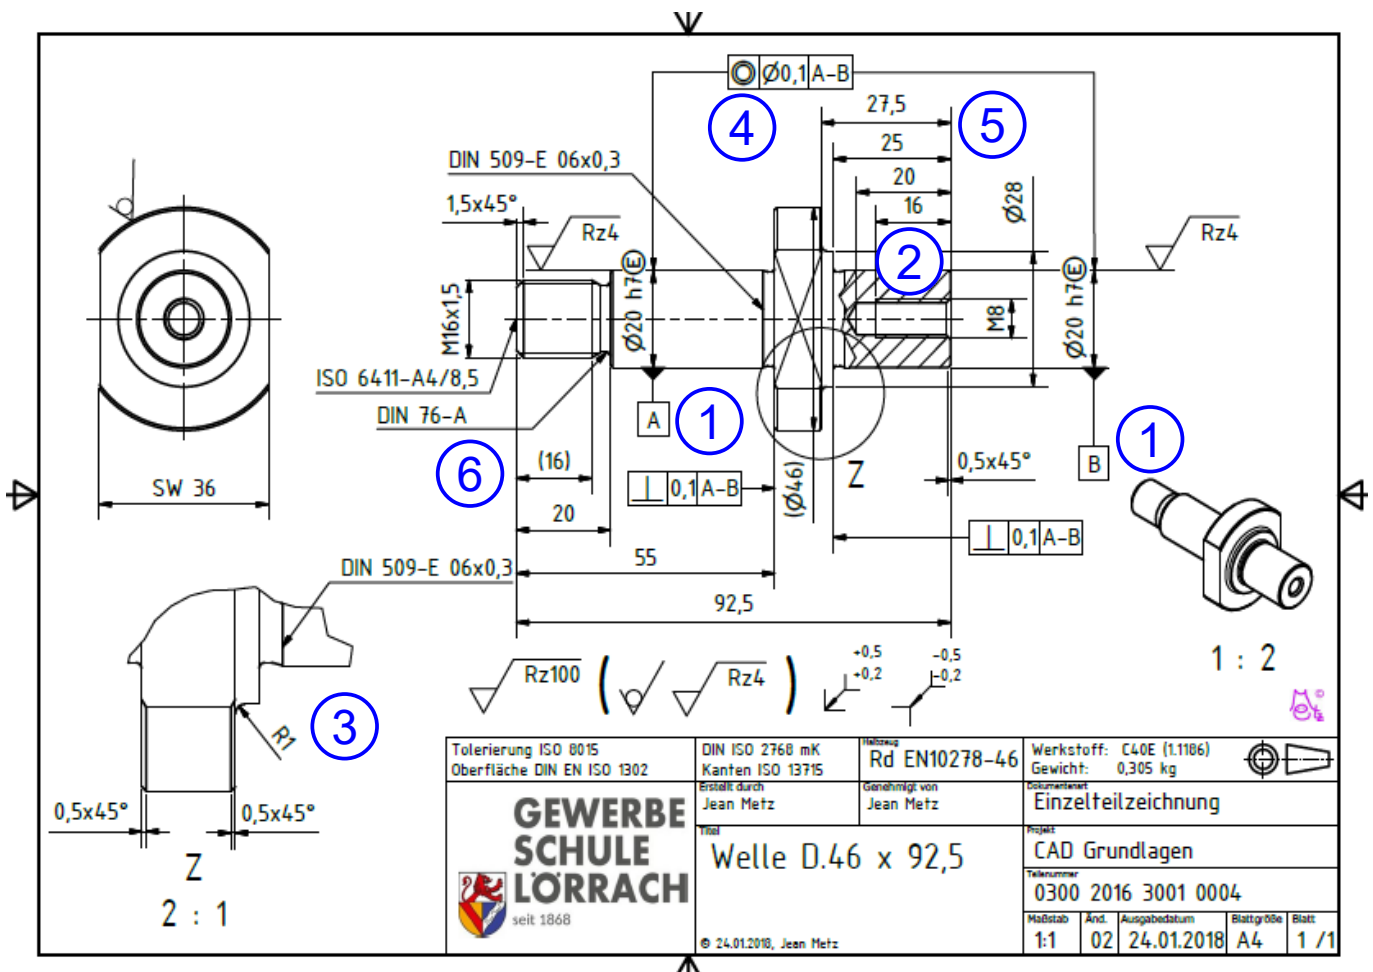 ◎ Ø0,1 A-B
4
27,5
5
DIN 509-E 06x0,3
25
20
1,5x45°
16
Ø28
Rz4
Rz4
2
M16x1,5
Ø20 h7Ⓔ
M8
Ø20 h7Ⓔ
ISO 6411-A4/8,5
DIN 76-A
A
1
1
B
(16)
6
⊥ 0,1 A-B
(Ø46)
Z
0,5x45°
SW 36
20
⊥ 0,1 A-B
55
DIN 509-E 06x0,3
92,5
1 : 2
Rz100 ( Rz4 )
+0,5
+0,2
-0,5
-0,2
R1
3
0,5x45°
0,5x45°
Z
2 : 1
Tolerierung ISO 8015
Oberfläche DIN EN ISO 1302
DIN ISO 2768 mK
Kanten ISO 13715
Halbzeug
Rd EN10278-46
Werkstoff: C40E (1.1186)
Gewicht: 0,305 kg
GEWERBE
SCHULE
LÖRRACH
seit 1868
Erstellt durch
Jean Metz
Genehmigt von
Jean Metz
Dokumentenart
Einzelteilzeichnung
Titel
Welle D.46 x 92,5
Projekt
CAD Grundlagen
Teilenummer
0300 2016 3001 0004
Maßstab
1:1
Änd.
02
Ausgabedatum
24.01.2018
Blattgröße
A4
Blatt
1 /1
© 24.01.2018, Jean Metz